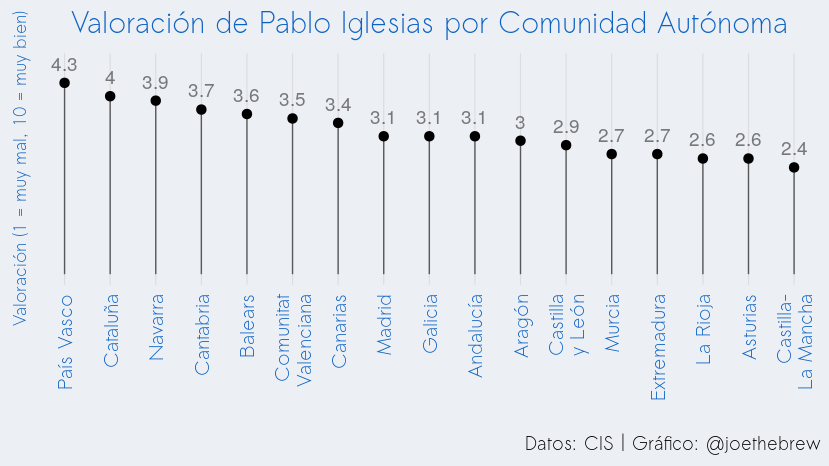 Valoración de Pablo Iglesias por Comunidad Autónoma
Valoración (1 = muy mal, 10 = muy bien)
4.3
4
3.9
3.7
3.6
3.5
3.4
3.1
3.1
3.1
3
2.9
2.7
2.7
2.6
2.6
2.4
País Vasco
Cataluña
Navarra
Cantabria
Balears
Comunitat
Valenciana
Canarias
Madrid
Galicia
Andalucía
Aragón
Castilla
y León
Murcia
Extremadura
La Rioja
Asturias
Castilla-
La Mancha
Datos: CIS | Gráfico: @joethebrew